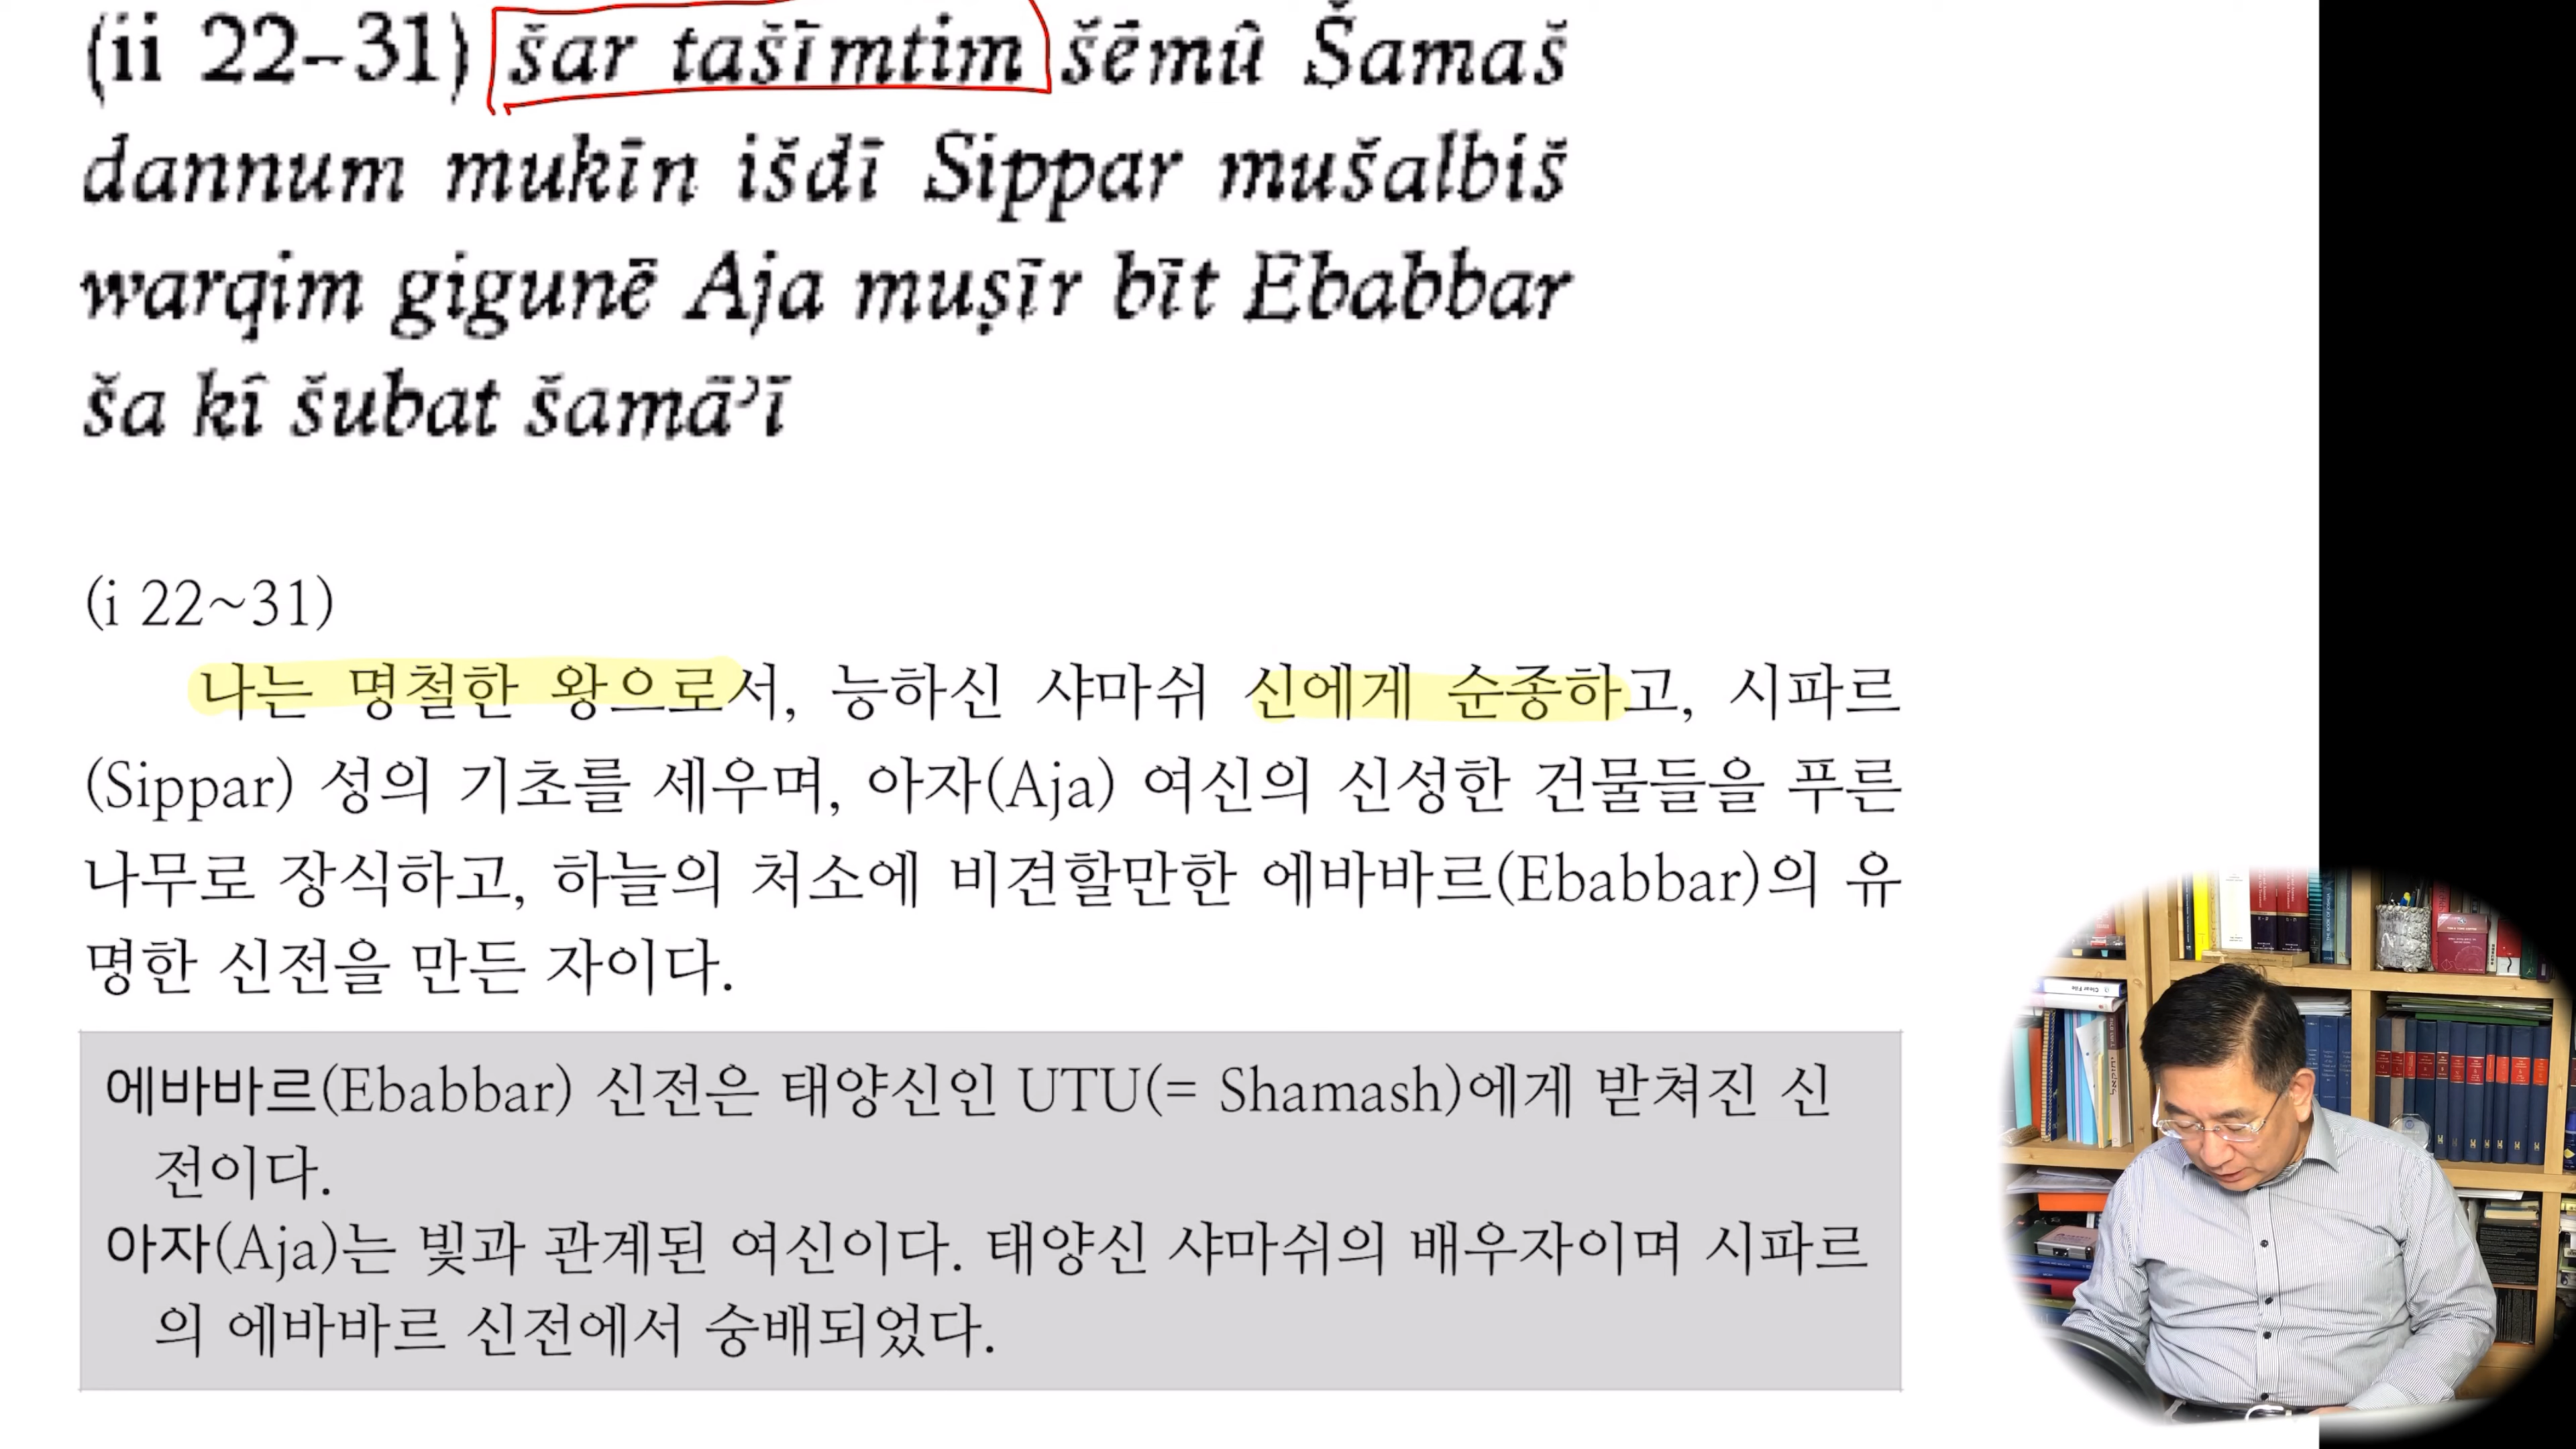 (ii 22–31) šar tašīmtim šēmû Šamaš
dannum mukīn išdī Sippar mušalbiš
warqim gigunē Aja muṣīr bīt Ebabbar
ša kî šubat šamāʾī
(i 22~31)
나는 명철한 왕으로서, 능하신 샤마쉬 신에게 순종하고, 시파르
(Sippar) 성의 기초를 세우며, 아자(Aja) 여신의 신성한 건물들을 푸른
나무로 장식하고, 하늘의 처소에 비견할만한 에바바르(Ebabbar)의 유
명한 신전을 만든 자이다.
에바바르(Ebabbar) 신전은 태양신인 UTU(= Shamash)에게 받쳐진 신
전이다.
아자(Aja)는 빛과 관계된 여신이다. 태양신 샤마쉬의 배우자이며 시파르
의 에바바르 신전에서 숭배되었다.